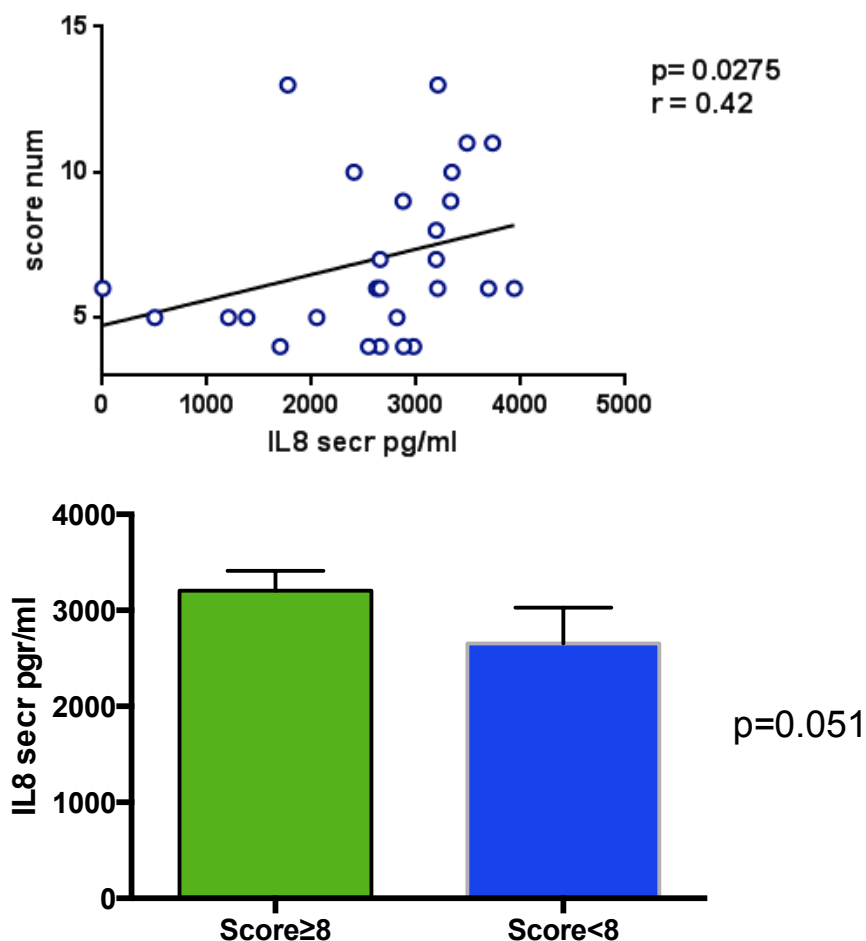 15
10
5
score num
p= 0.0275
r = 0.42
0 1000 2000 3000 4000 5000
IL8 secr pg/ml
4000
3000
2000
1000
0
IL8 secr pgr/ml
p=0.051
Score≥8 Score<8